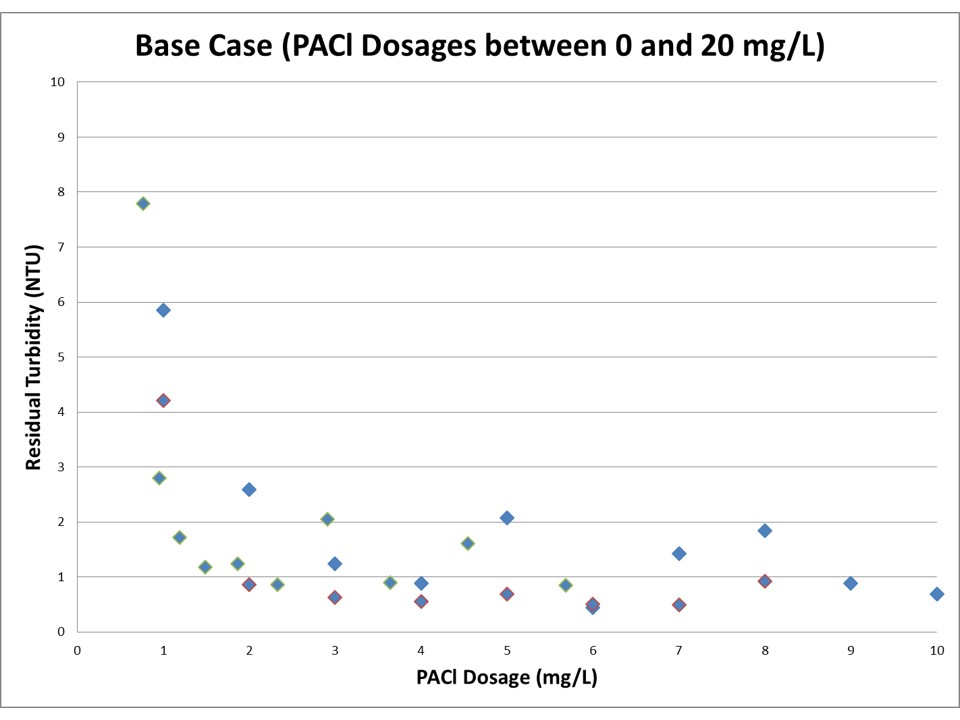 Base Case (PACl Dosages between 0 and 20 mg/L)
10
9
8
7
6
5
4
3
2
1
0
Residual Turbidity (NTU)
0 1 2 3 4 5 6 7 8 9 10
PACl Dosage (mg/L)